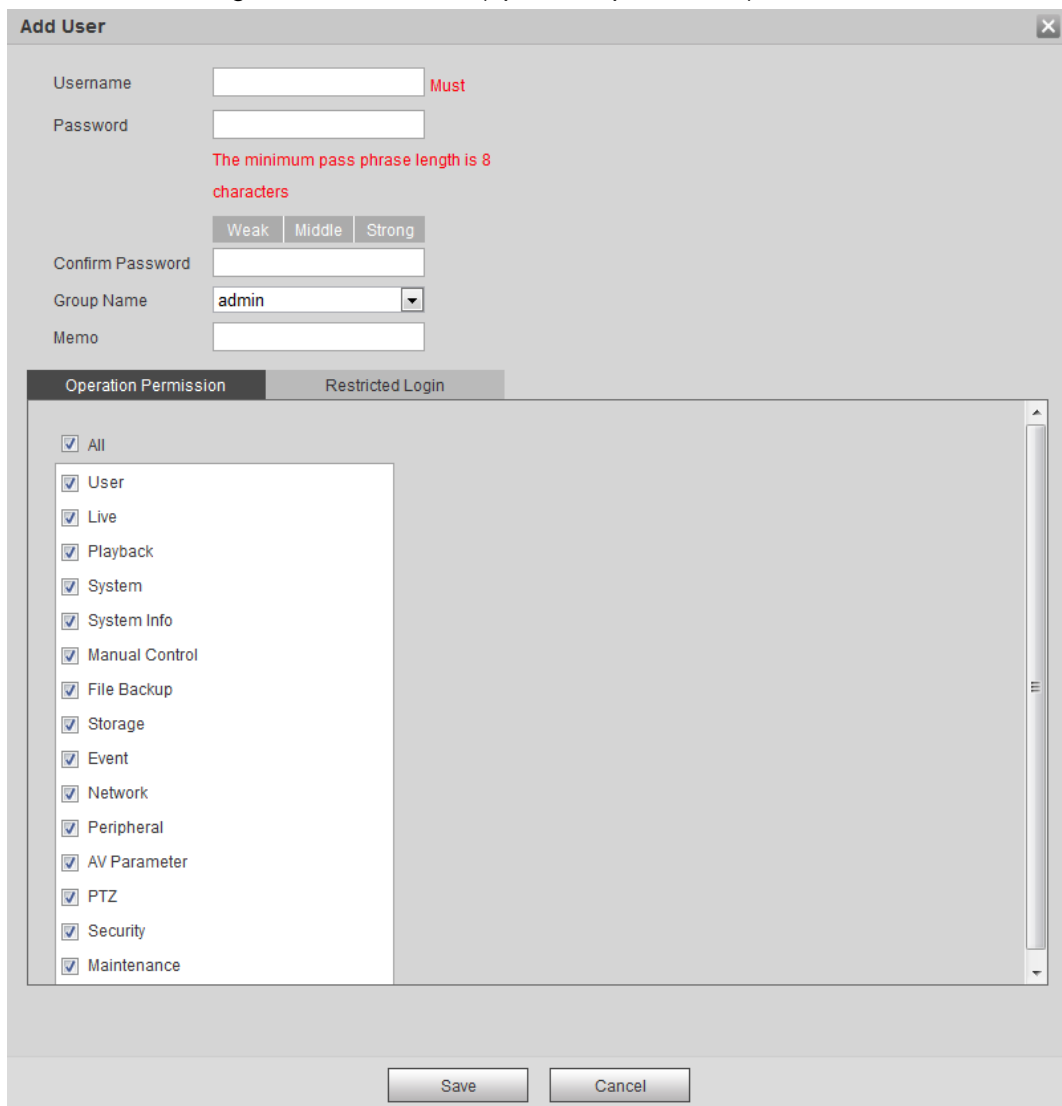 Add User
Username Must
Password
The minimum pass phrase length is 8
characters
Weak Middle Strong
Confirm Password
Group Name admin
Memo
Operation Permission Restricted Login
All
User
Live
Playback
System
System Info
Manual Control
File Backup
Storage
Event
Network
Peripheral
AV Parameter
PTZ
Security
Maintenance
Save Cancel